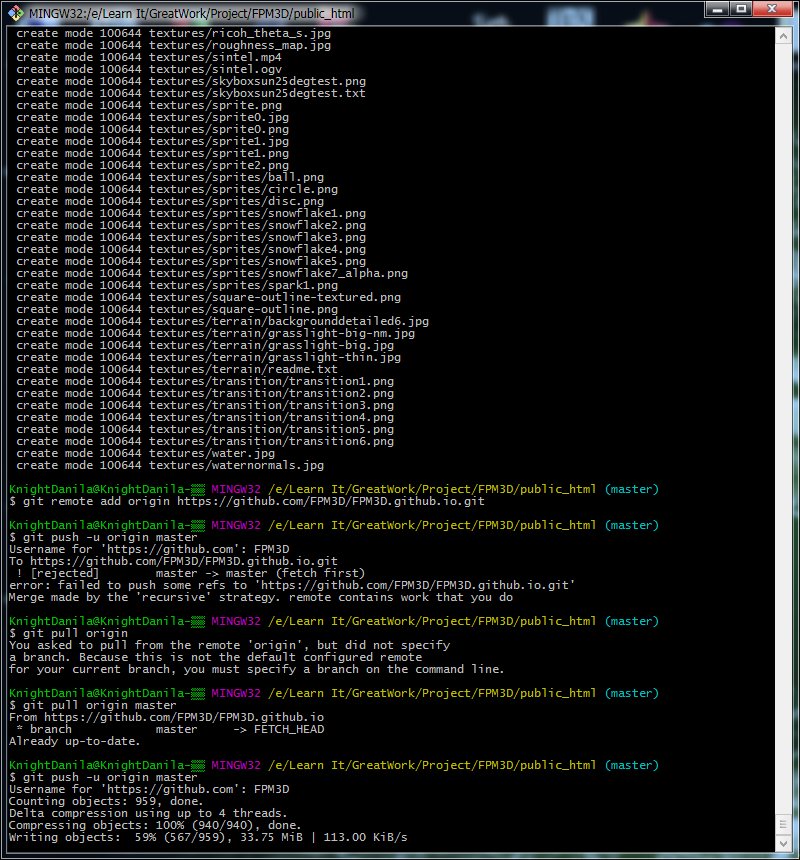 MINGW32:/e/Learn It/GreatWork/Project/FPM3D/public_html
create mode 100644 textures/ricoh_theta_s.jpg
create mode 100644 textures/roughness_map.jpg
create mode 100644 textures/sintel.mp4
create mode 100644 textures/sintel.ogv
create mode 100644 textures/skyboxsun25degtest.png
create mode 100644 textures/skyboxsun25degtest.txt
create mode 100644 textures/sprite.png
create mode 100644 textures/sprite0.jpg
create mode 100644 textures/sprite0.png
create mode 100644 textures/sprite1.jpg
create mode 100644 textures/sprite1.png
create mode 100644 textures/sprite2.png
create mode 100644 textures/sprites/ball.png
create mode 100644 textures/sprites/circle.png
create mode 100644 textures/sprites/disc.png
create mode 100644 textures/sprites/snowflake1.png
create mode 100644 textures/sprites/snowflake2.png
create mode 100644 textures/sprites/snowflake3.png
create mode 100644 textures/sprites/snowflake4.png
create mode 100644 textures/sprites/snowflake5.png
create mode 100644 textures/sprites/snowflake7_alpha.png
create mode 100644 textures/sprites/spark1.png
create mode 100644 textures/square-outline-textured.png
create mode 100644 textures/square-outline.png
create mode 100644 textures/terrain/backgrounddetailed6.jpg
create mode 100644 textures/terrain/grasslight-big-nm.jpg
create mode 100644 textures/terrain/grasslight-big.jpg
create mode 100644 textures/terrain/grasslight-thin.jpg
create mode 100644 textures/terrain/readme.txt
create mode 100644 textures/transition/transition1.png
create mode 100644 textures/transition/transition2.png
create mode 100644 textures/transition/transition3.png
create mode 100644 textures/transition/transition4.png
create mode 100644 textures/transition/transition5.png
create mode 100644 textures/transition/transition6.png
create mode 100644 textures/water.jpg
create mode 100644 textures/waternormals.jpg
KnightDanila@KnightDanila-▒▒ MINGW32 /e/Learn It/GreatWork/Project/FPM3D/public_html (master)
$ git remote add origin https://github.com/FPM3D/FPM3D.github.io.git
KnightDanila@KnightDanila-▒▒ MINGW32 /e/Learn It/GreatWork/Project/FPM3D/public_html (master)
$ git push -u origin master
Username for 'https://github.com': FPM3D
To https://github.com/FPM3D/FPM3D.github.io.git
! [rejected] master -> master (fetch first)
error: failed to push some refs to 'https://github.com/FPM3D/FPM3D.github.io.git'
Merge made by the 'recursive' strategy. remote contains work that you do
KnightDanila@KnightDanila-▒▒ MINGW32 /e/Learn It/GreatWork/Project/FPM3D/public_html (master)
$ git pull origin
You asked to pull from the remote 'origin', but did not specify
a branch. Because this is not the default configured remote
for your current branch, you must specify a branch on the command line.
KnightDanila@KnightDanila-▒▒ MINGW32 /e/Learn It/GreatWork/Project/FPM3D/public_html (master)
$ git pull origin master
From https://github.com/FPM3D/FPM3D.github.io
* branch master -> FETCH_HEAD
Already up-to-date.
KnightDanila@KnightDanila-▒▒ MINGW32 /e/Learn It/GreatWork/Project/FPM3D/public_html (master)
$ git push -u origin master
Username for 'https://github.com': FPM3D
Counting objects: 959, done.
Delta compression using up to 4 threads.
Compressing objects: 100% (940/940), done.
Writing objects: 59% (567/959), 33.75 MiB | 113.00 KiB/s